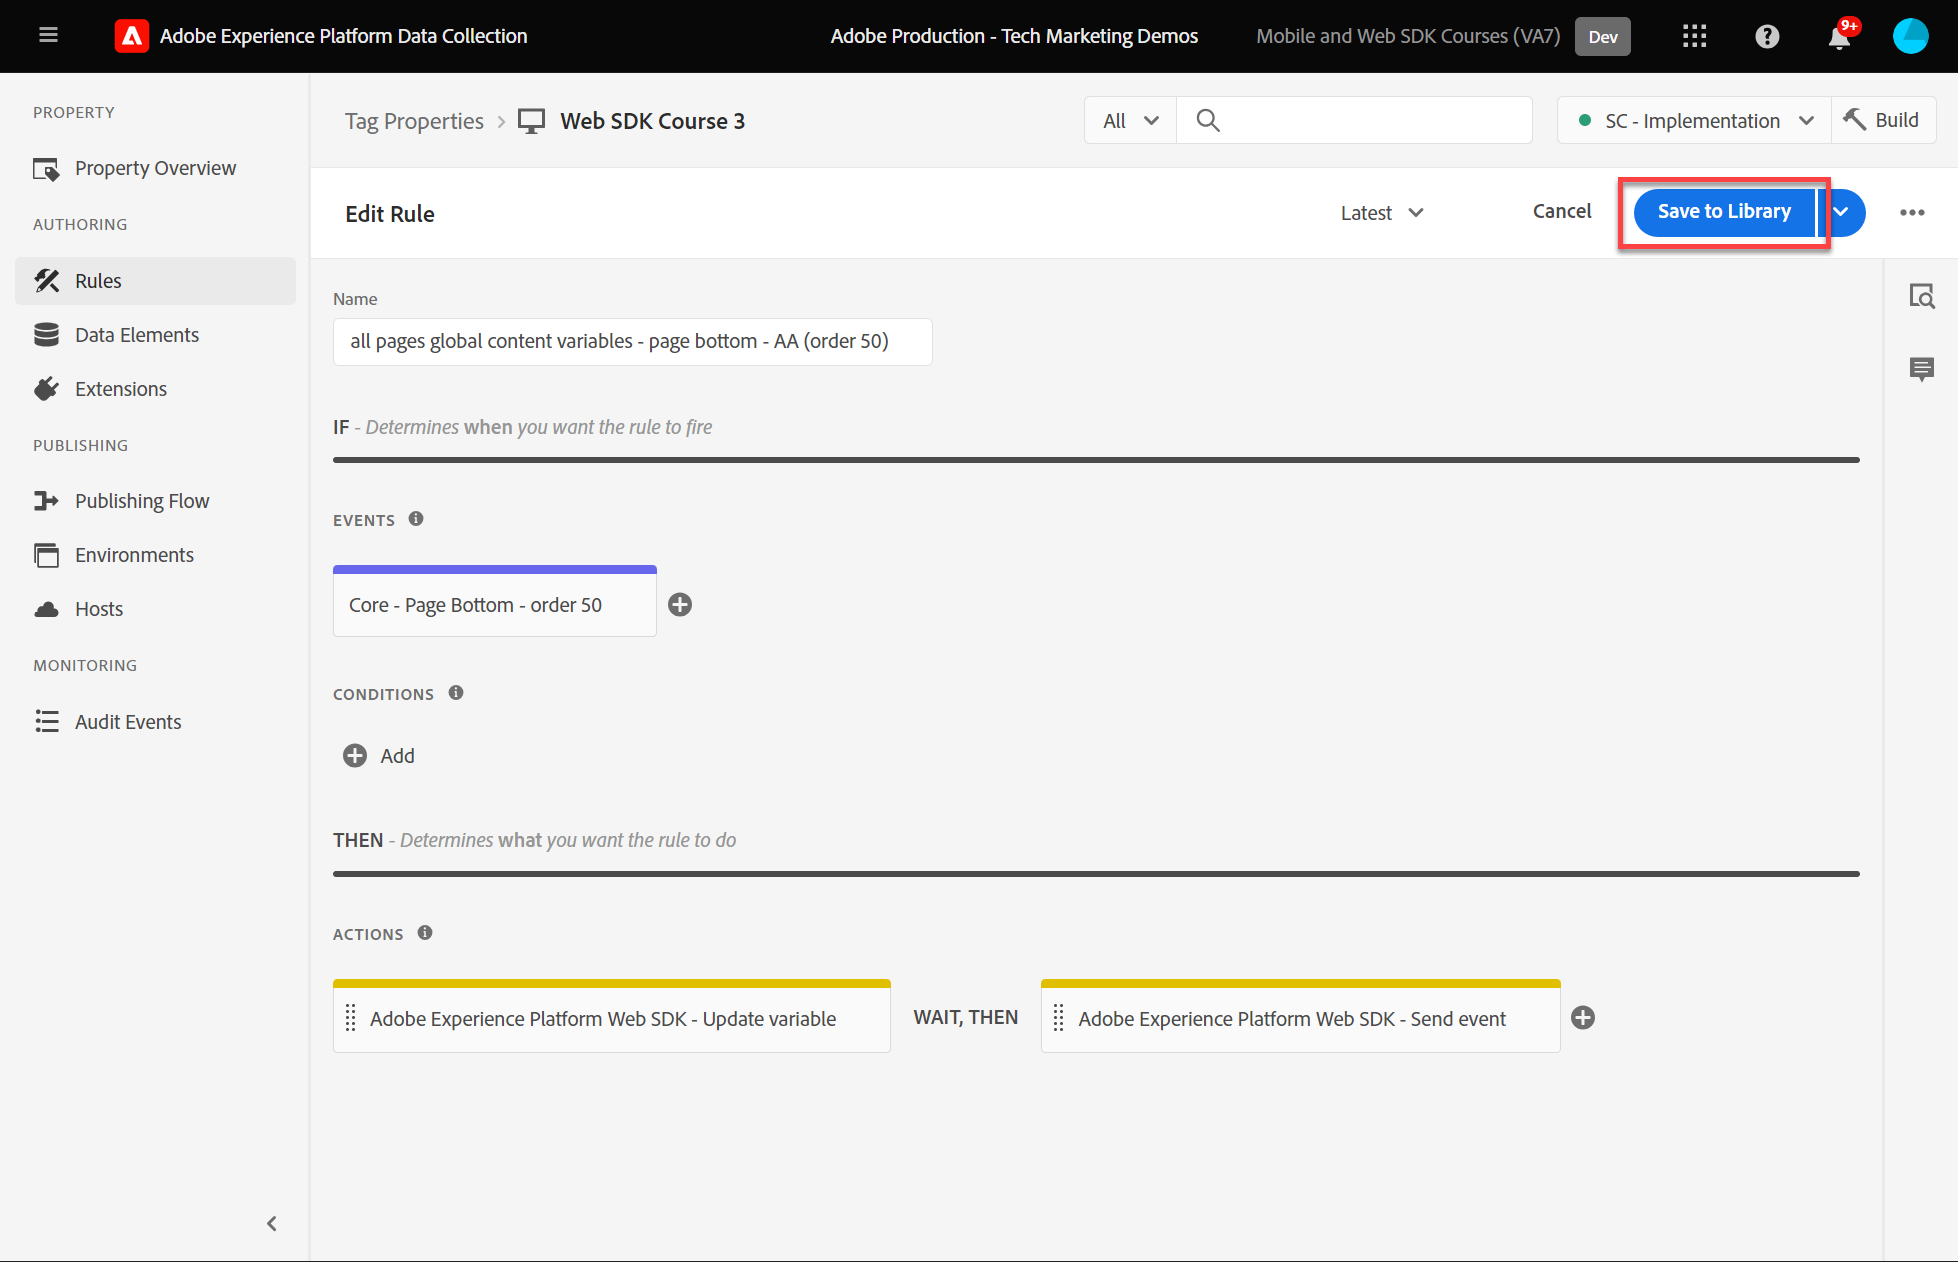 Adobe Experience Platform Data Collection
Adobe Production - Tech Marketing Demos
Mobile and Web SDK Courses (VA7)
Dev
9+
PROPERTY
Property Overview
AUTHORING
Rules
Data Elements
Extensions
PUBLISHING
Publishing Flow
Environments
Hosts
MONITORING
Audit Events
Tag Properties > Web SDK Course 3
All
SC - Implementation
Build
Edit Rule
Latest
Cancel
Save to Library
Name
all pages global content variables - page bottom - AA (order 50)
IF - Determines when you want the rule to fire
EVENTS
Core - Page Bottom - order 50
CONDITIONS
Add
THEN - Determines what you want the rule to do
ACTIONS
Adobe Experience Platform Web SDK - Update variable
WAIT, THEN
Adobe Experience Platform Web SDK - Send event